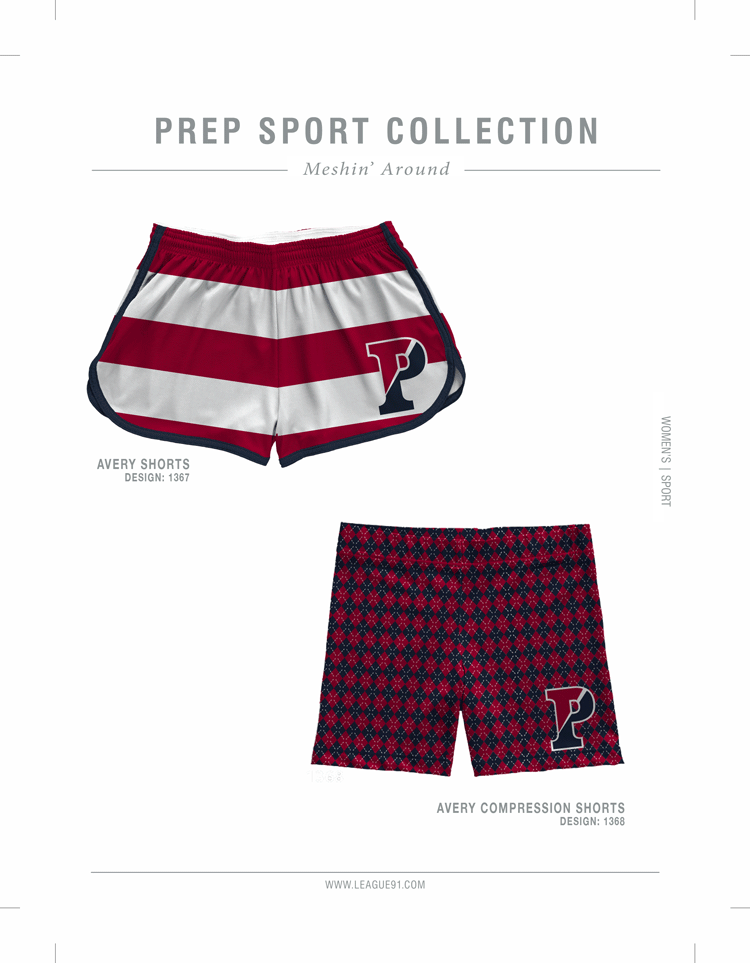 PREP SPORT COLLECTION
Meshin' Around
P
AVERY SHORTS
DESIGN: 1367
WOMEN'S | SPORT
P
AVERY COMPRESSION SHORTS
DESIGN: 1368
WWW.LEAGUE91.COM